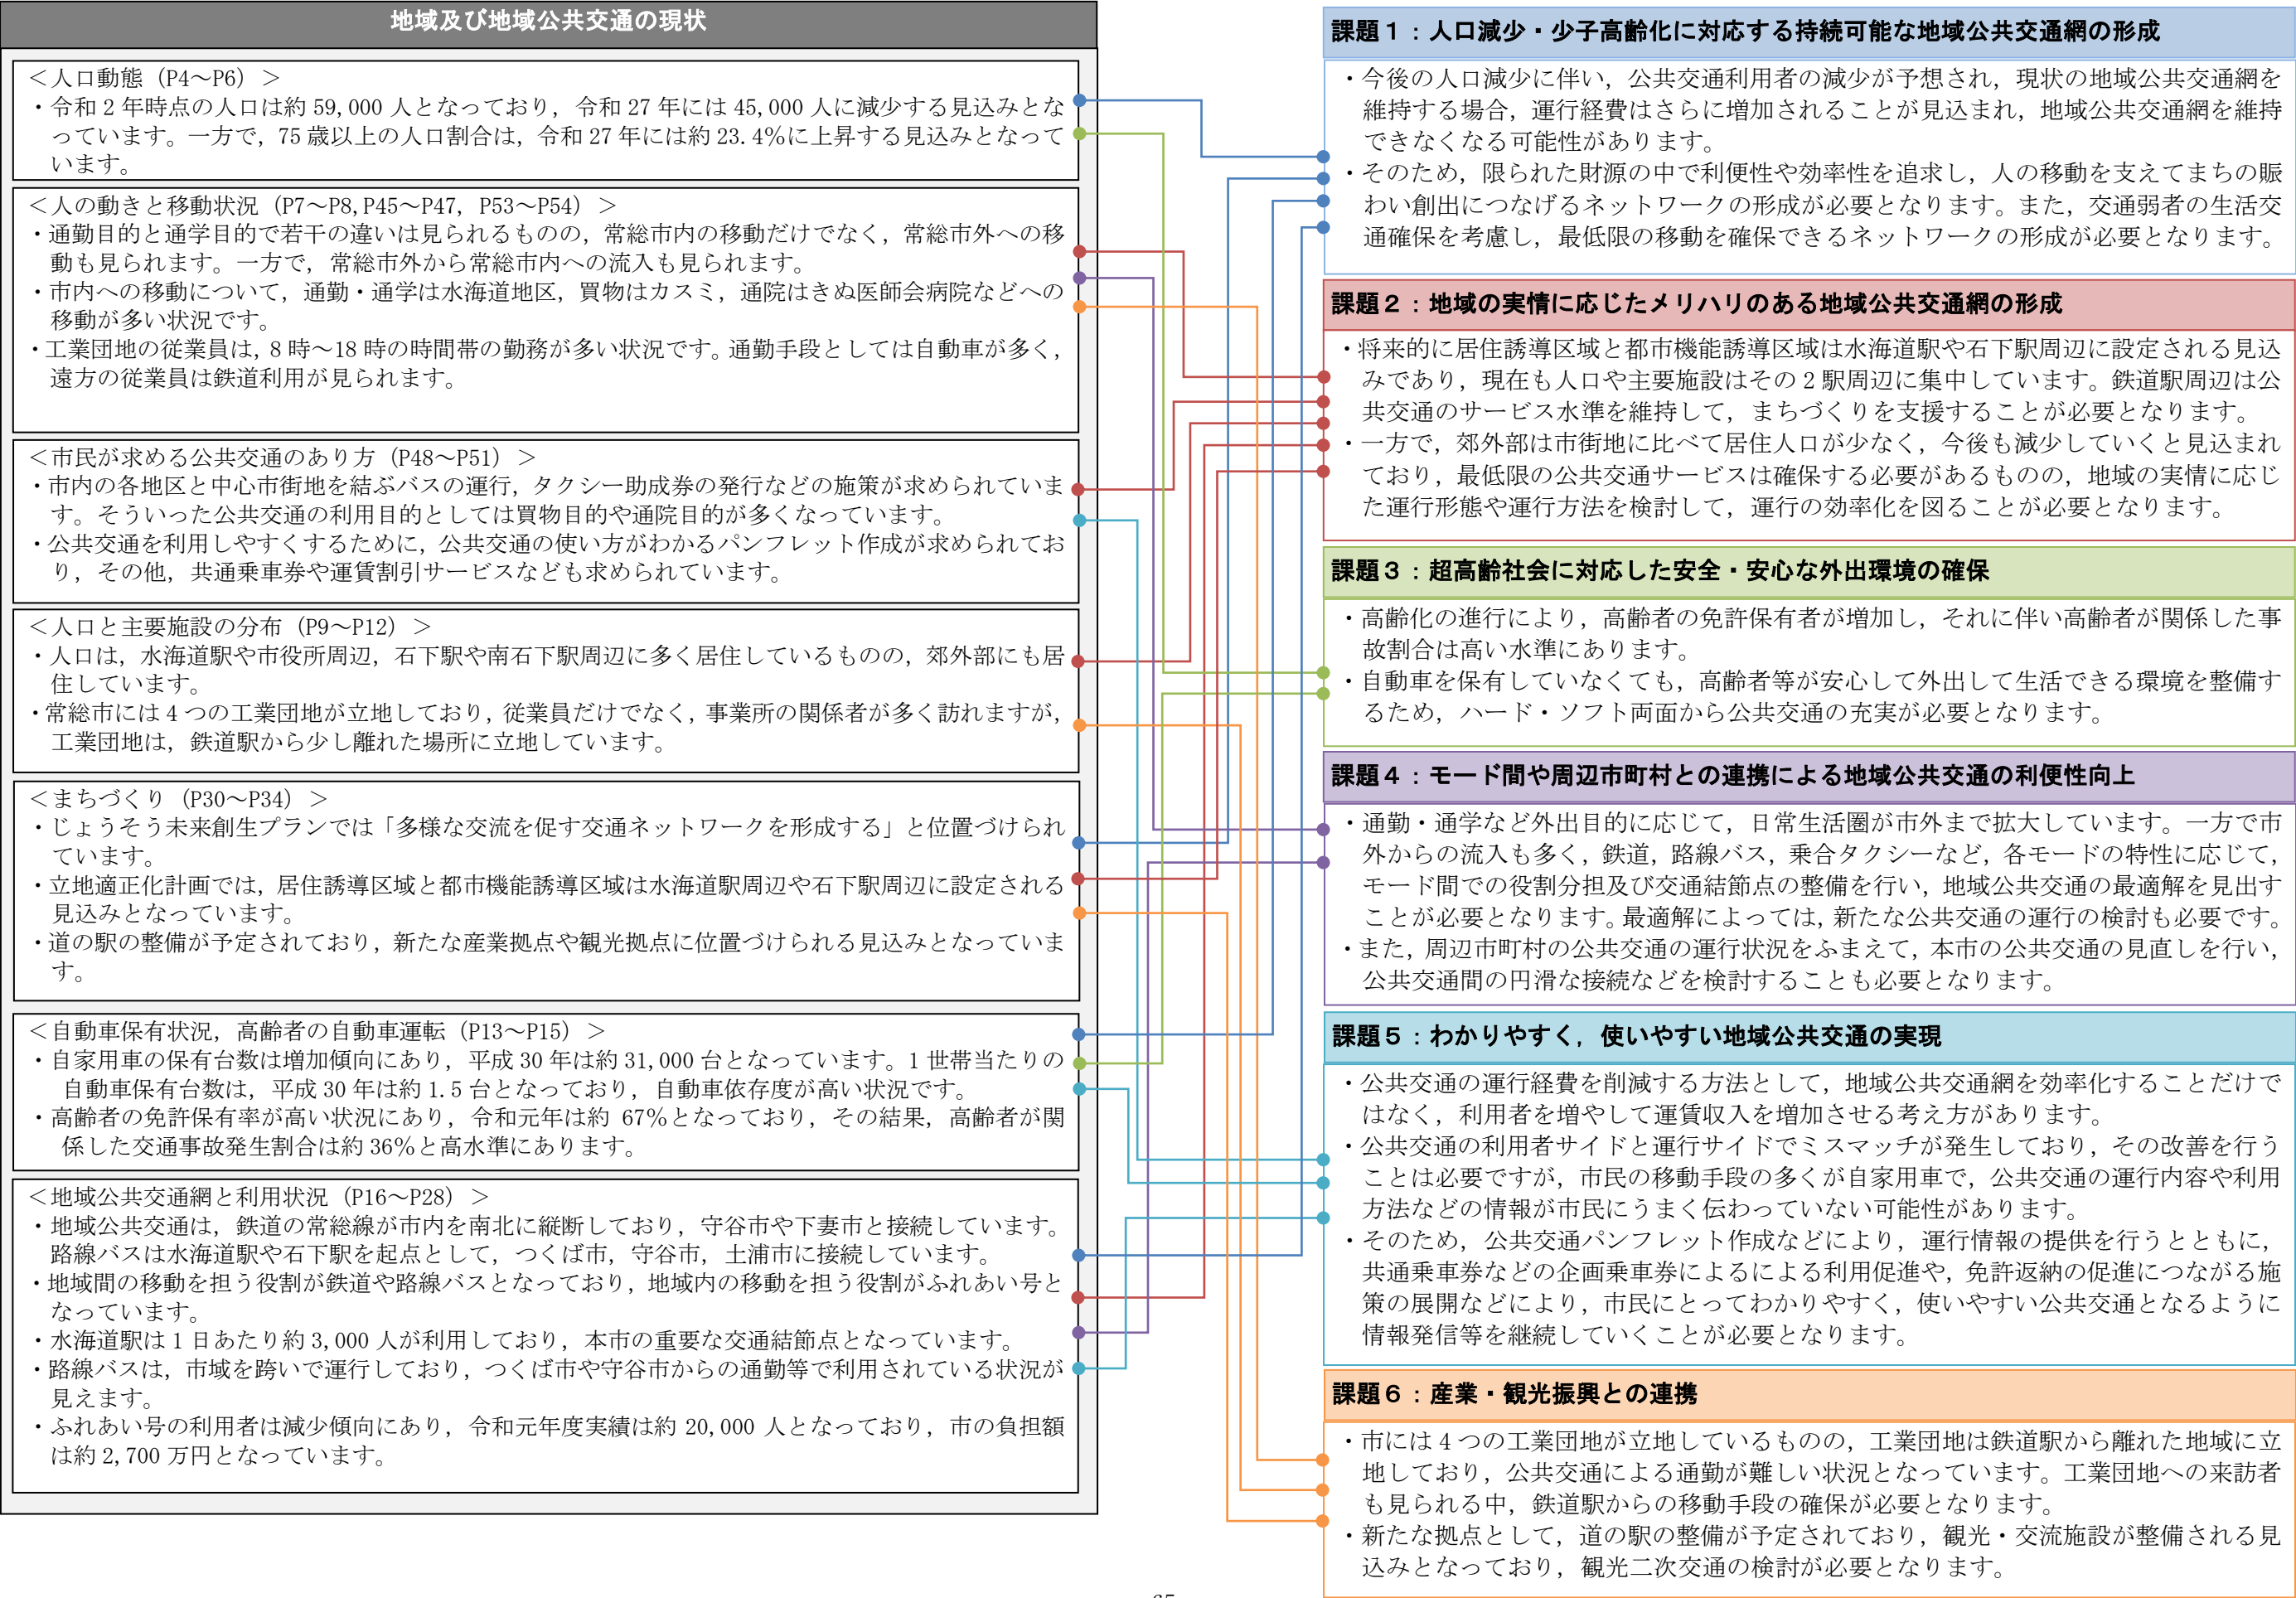 地域及び地域公共交通の現状
＜人口動態（P4～P6）＞
・令和 2 年時点の人口は約 59,000 人となっており，令和 27 年には 45,000 人に減少する見込みとな
っています。一方で，75 歳以上の人口割合は，令和 27 年には約 23.4％に上昇する見込みとなって
います。
＜人の動きと移動状況（P7～P8,P45～P47，P53～P54）＞
・通勤目的と通学目的で若干の違いは見られるものの，常総市内の移動だけでなく，常総市外への移
動も見られます。一方で，常総市外から常総市内への流入も見られます。
・市内への移動について，通勤・通学は水海道地区，買物はカスミ，通院はきぬ医師会病院などへの
移動が多い状況です。
・工業団地の従業員は，8 時～18 時の時間帯の勤務が多い状況です。通勤手段としては自動車が多く，
遠方の従業員は鉄道利用が見られます。
＜市民が求める公共交通のあり方（P48～P51）＞
・市内の各地区と中心市街地を結ぶバスの運行，タクシー助成券の発行などの施策が求められていま
す。そういった公共交通の利用目的としては買物目的や通院目的が多くなっています。
・公共交通を利用しやすくするために，公共交通の使い方がわかるパンフレット作成が求められてお
り，その他，共通乗車券や運賃割引サービスなども求められています。
＜人口と主要施設の分布（P9～P12）＞
・人口は，水海道駅や市役所周辺，石下駅や南石下駅周辺に多く居住しているものの，郊外部にも居
住しています。
・常総市には 4 つの工業団地が立地しており，従業員だけでなく，事業所の関係者が多く訪れますが，
工業団地は，鉄道駅から少し離れた場所に立地しています。
＜まちづくり（P30～P34）＞
・じょうそう未来創生プランでは「多様な交流を促す交通ネットワークを形成する」と位置づけられ
ています。
・立地適正化計画では，居住誘導区域と都市機能誘導区域は水海道駅周辺や石下駅周辺に設定される
見込みとなっています。
・道の駅の整備が予定されており，新たな産業拠点や観光拠点に位置づけられる見込みとなっていま
す。
＜自動車保有状況，高齢者の自動車運転（P13～P15）＞
・自家用車の保有台数は増加傾向にあり，平成 30 年は約 31,000 台となっています。1 世帯当たりの
自動車保有台数は，平成 30 年は約 1.5 台となっており，自動車依存度が高い状況です。
・高齢者の免許保有率が高い状況にあり，令和元年は約 67％となっており，その結果，高齢者が関
係した交通事故発生割合は約 36％と高水準にあります。
＜地域公共交通網と利用状況（P16～P28）＞
・地域公共交通は，鉄道の常総線が市内を南北に縦断しており，守谷市や下妻市と接続しています。
路線バスは水海道駅や石下駅を起点として，つくば市，守谷市，土浦市に接続しています。
・地域間の移動を担う役割が鉄道や路線バスとなっており，地域内の移動を担う役割がふれあい号と
なっています。
・水海道駅は 1 日あたり約 3,000 人が利用しており，本市の重要な交通結節点となっています。
・路線バスは，市域を跨いで運行しており，つくば市や守谷市からの通勤等で利用されている状況が
見えます。
・ふれあい号の利用者は減少傾向にあり，令和元年度実績は約 20,000 人となっており，市の負担額
は約 2,700 万円となっています。
課題１：人口減少・少子高齢化に対応する持続可能な地域公共交通網の形成
・今後の人口減少に伴い，公共交通利用者の減少が予想され，現状の地域公共交通網を
維持する場合，運行経費はさらに増加されることが見込まれ，地域公共交通網を維持
できなくなる可能性があります。
・そのため，限られた財源の中で利便性や効率性を追求し，人の移動を支えてまちの賑
わい創出につなげるネットワークの形成が必要となります。また，交通弱者の生活交
通確保を考慮し，最低限の移動を確保できるネットワークの形成が必要となります。
課題２：地域の実情に応じたメリハリのある地域公共交通網の形成
・将来的に居住誘導区域と都市機能誘導区域は水海道駅や石下駅周辺に設定される見込
みであり，現在も人口や主要施設はその 2 駅周辺に集中しています。鉄道駅周辺は公
共交通のサービス水準を維持して，まちづくりを支援することが必要となります。
・一方で，郊外部は市街地に比べて居住人口が少なく，今後も減少していくと見込まれ
ており，最低限の公共交通サービスは確保する必要があるものの，地域の実情に応じ
た運行形態や運行方法を検討して，運行の効率化を図ることが必要となります。
課題３：超高齢社会に対応した安全・安心な外出環境の確保
・高齢化の進行により，高齢者の免許保有者が増加し，それに伴い高齢者が関係した事
故割合は高い水準にあります。
・自動車を保有していなくても，高齢者等が安心して外出して生活できる環境を整備す
るため，ハード・ソフト両面から公共交通の充実が必要となります。
課題４：モード間や周辺市町村との連携による地域公共交通の利便性向上
・通勤・通学など外出目的に応じて，日常生活圏が市外まで拡大しています。一方で市
外からの流入も多く，鉄道，路線バス，乗合タクシーなど，各モードの特性に応じて，
モード間での役割分担及び交通結節点の整備を行い，地域公共交通の最適解を見出す
ことが必要となります。最適解によっては，新たな公共交通の運行の検討も必要です。
・また，周辺市町村の公共交通の運行状況をふまえて，本市の公共交通の見直しを行い，
公共交通間の円滑な接続などを検討することも必要となります。
課題５：わかりやすく，使いやすい地域公共交通の実現
・公共交通の運行経費を削減する方法として，地域公共交通網を効率化することだけで
はなく，利用者を増やして運賃収入を増加させる考え方があります。
・公共交通の利用者サイドと運行サイドでミスマッチが発生しており，その改善を行う
ことは必要ですが，市民の移動手段の多くが自家用車で，公共交通の運行内容や利用
方法などの情報が市民にうまく伝わっていない可能性があります。
・そのため，公共交通パンフレット作成などにより，運行情報の提供を行うとともに，
共通乗車券などの企画乗車券によるによる利用促進や，免許返納の促進につながる施
策の展開などにより，市民にとってわかりやすく，使いやすい公共交通となるように
情報発信等を継続していくことが必要となります。
課題６：産業・観光振興との連携
・市には 4 つの工業団地が立地しているものの，工業団地は鉄道駅から離れた地域に立
地しており，公共交通による通勤が難しい状況となっています。工業団地への来訪者
も見られる中，鉄道駅からの移動手段の確保が必要となります。
・新たな拠点として，道の駅の整備が予定されており，観光・交流施設が整備される見
込みとなっており，観光二次交通の検討が必要となります。